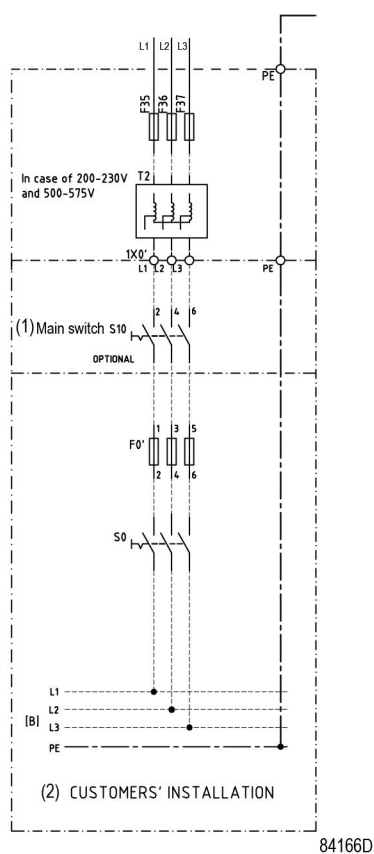 L1 L2 L3
PE
F35 F36 F37
In case of 200-230V
and 500-575V
T2
1X0'
L1 L2 L3 PE
2 4 6
(1) Main switch S10
OPTIONAL
1 3 5
F0'
2 4 6
S0
L1
L2
[B]
L3
PE
(2) CUSTOMERS' INSTALLATION
84166D